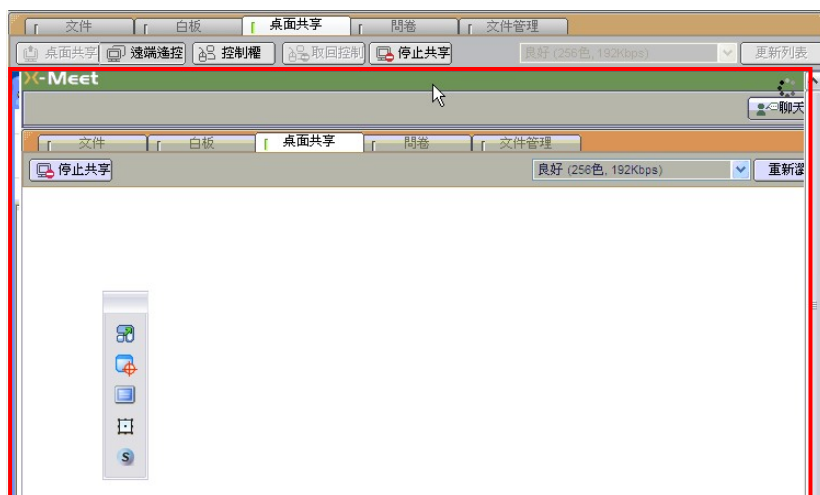 文件 白板 桌面共享 問卷 文件管理
桌面共享 遠端遙控 控制權 取回控制 停止共享 良好 (256色, 192Kbps) 更新列表
X-Meet
聊天
文件 白板 桌面共享 問卷 文件管理
停止共享 良好 (256色, 192Kbps) 重新瀏
S